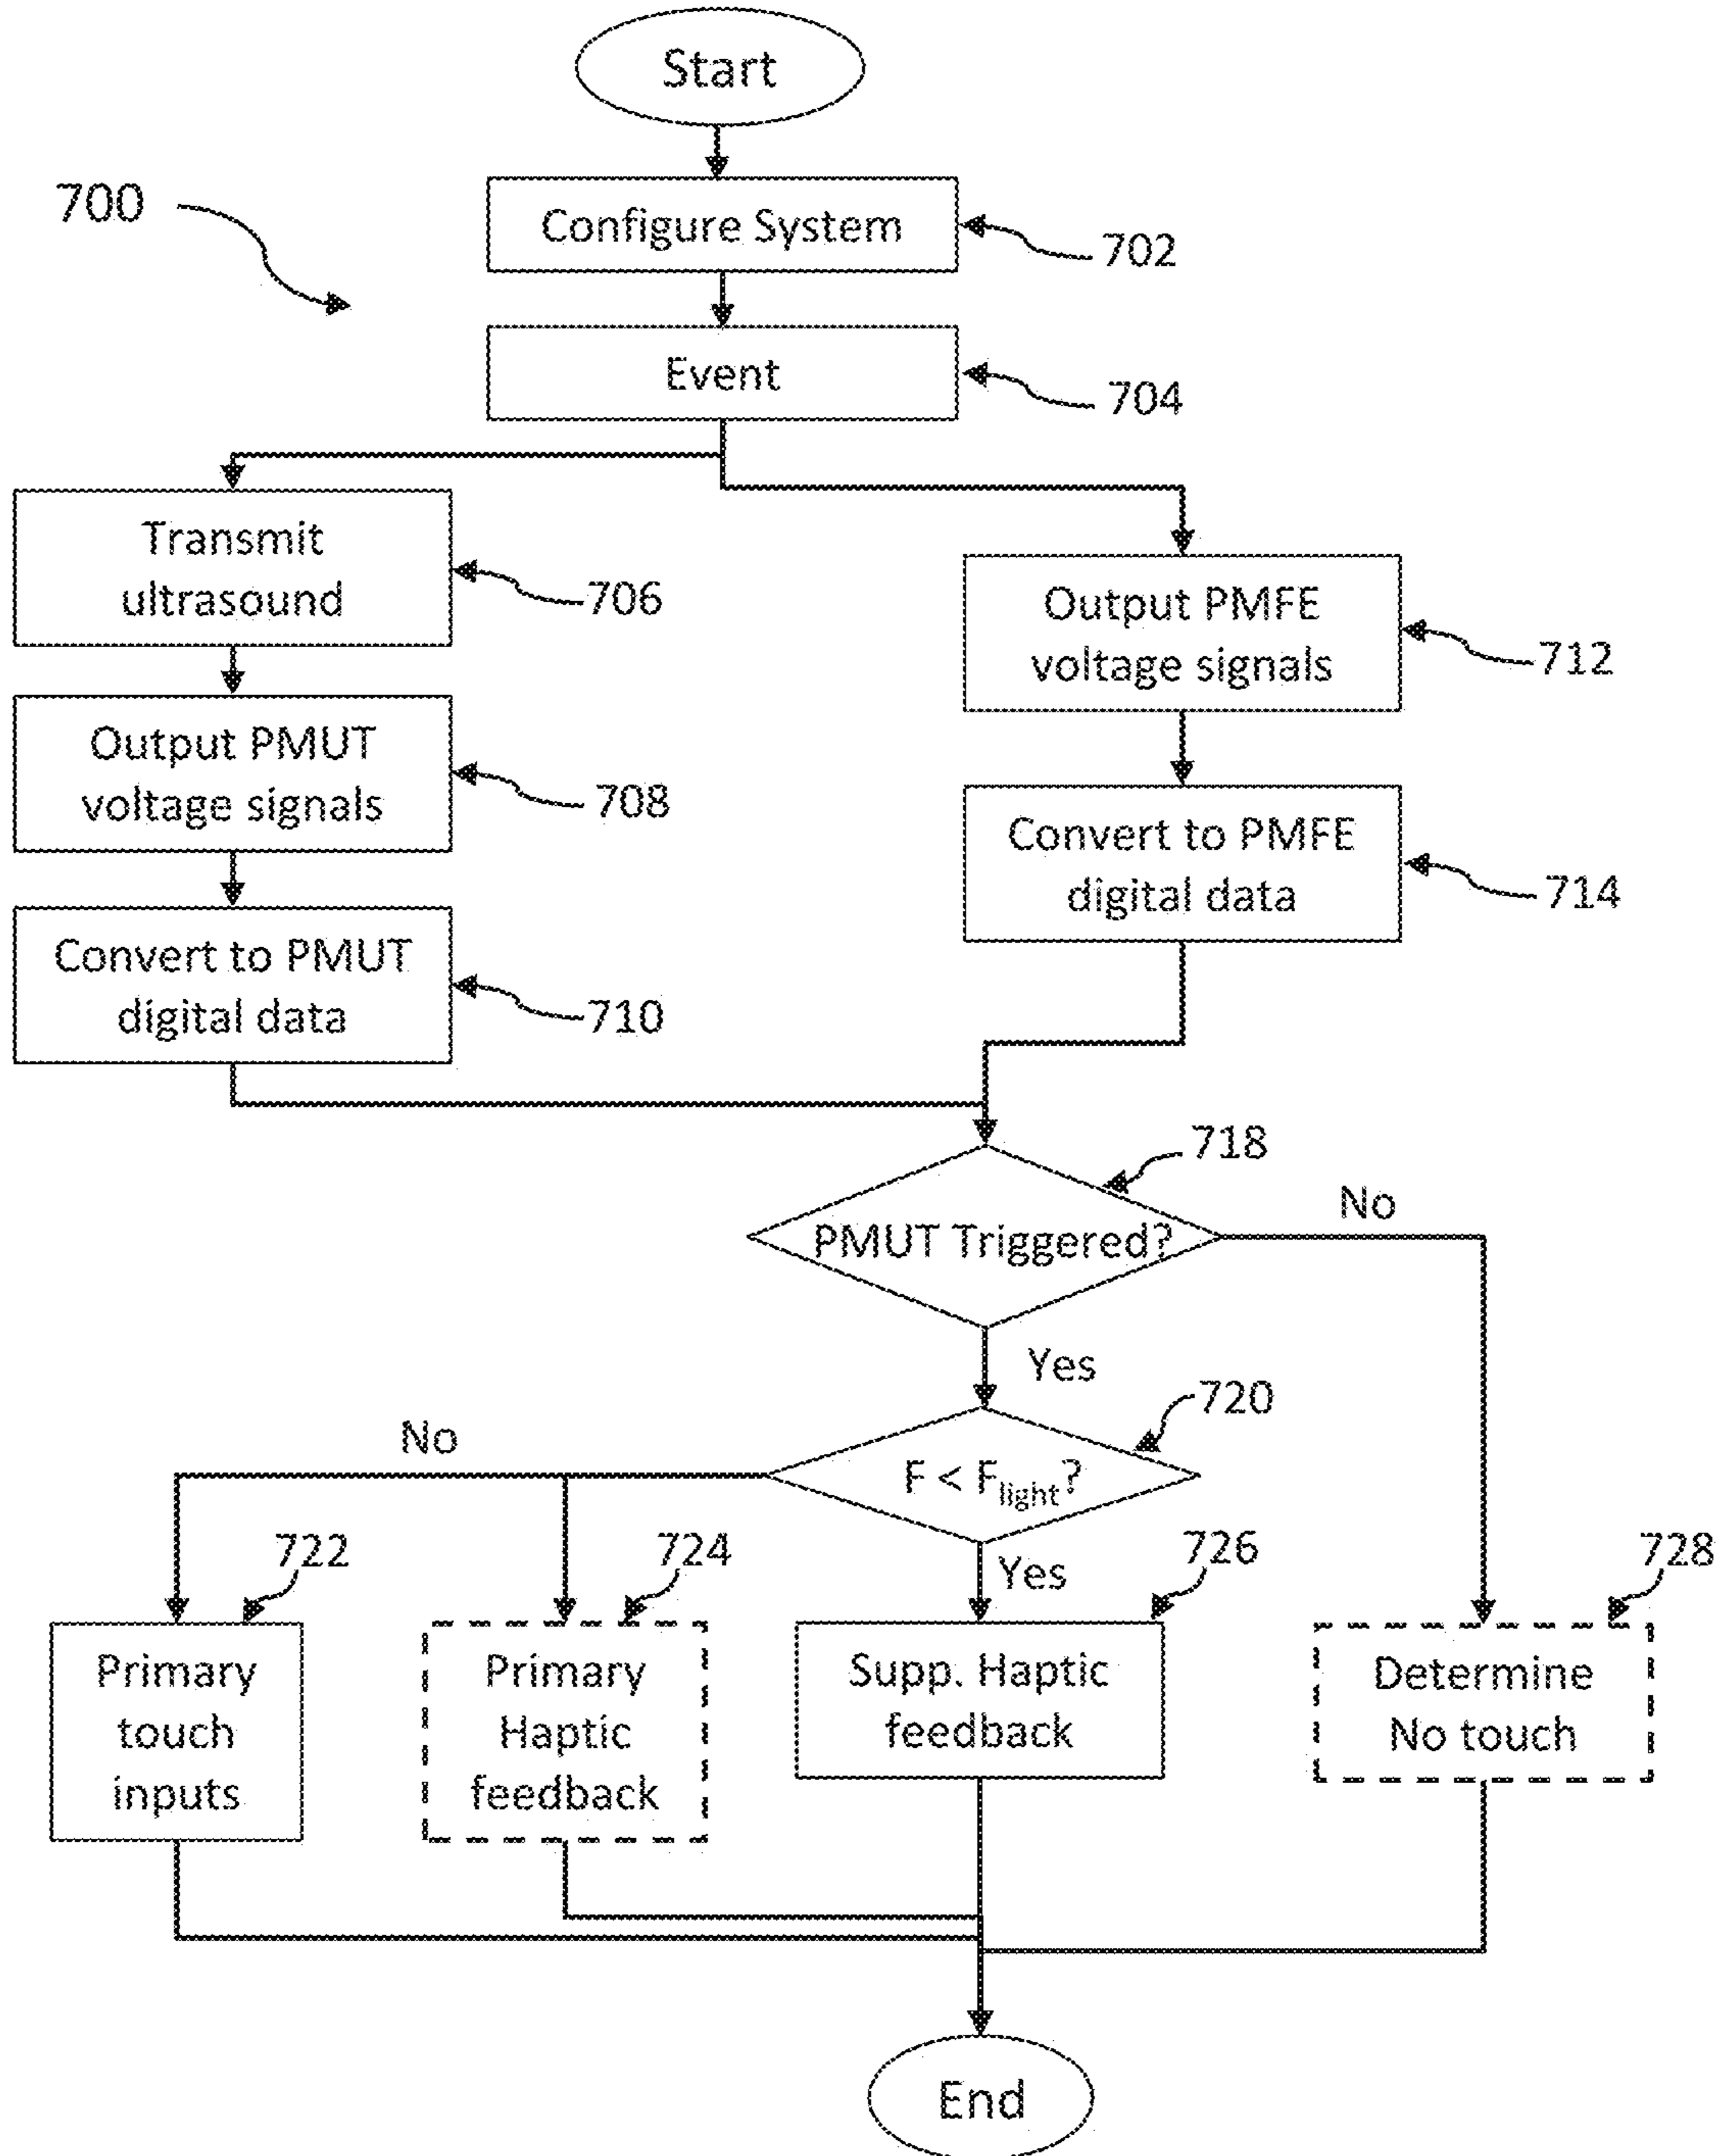 Start
700
Configure System
702
Event
704
Transmit
ultrasound
706
Output PMFE
voltage signals
712
Output PMUT
voltage signals
708
Convert to PMFE
digital data
714
Convert to PMUT
digital data
710
718
PMUT Triggered?
No
Yes
720
No
F < Flight?
722
724
Yes
726
728
Primary
touch
inputs
Primary
Haptic
feedback
Supp. Haptic
feedback
Determine
No touch
End